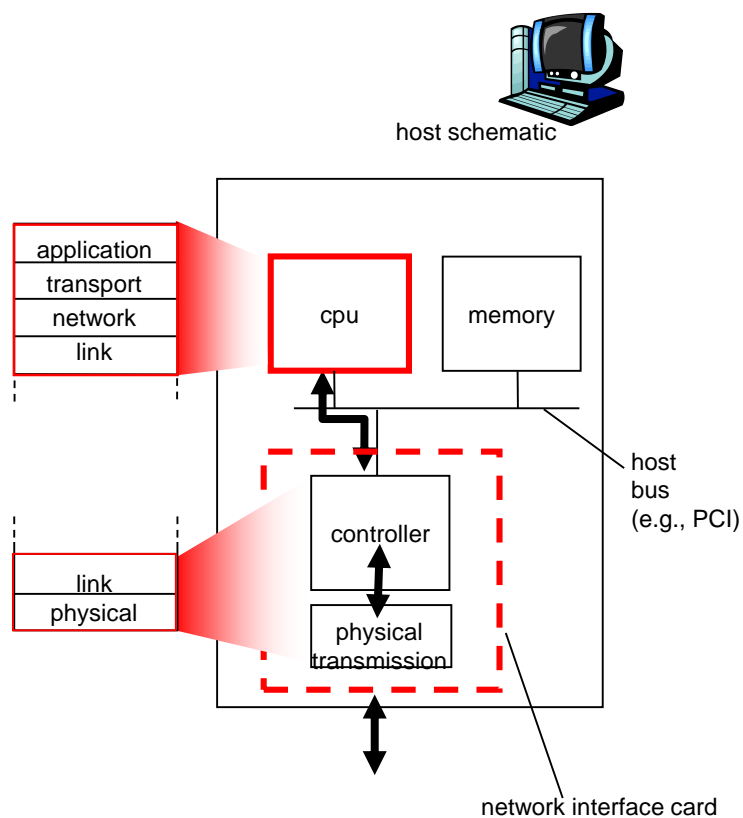 host schematic
application
transport
network
link
cpu
memory
host
bus
(e.g., PCI)
controller
link
physical
physical
transmission
network interface card